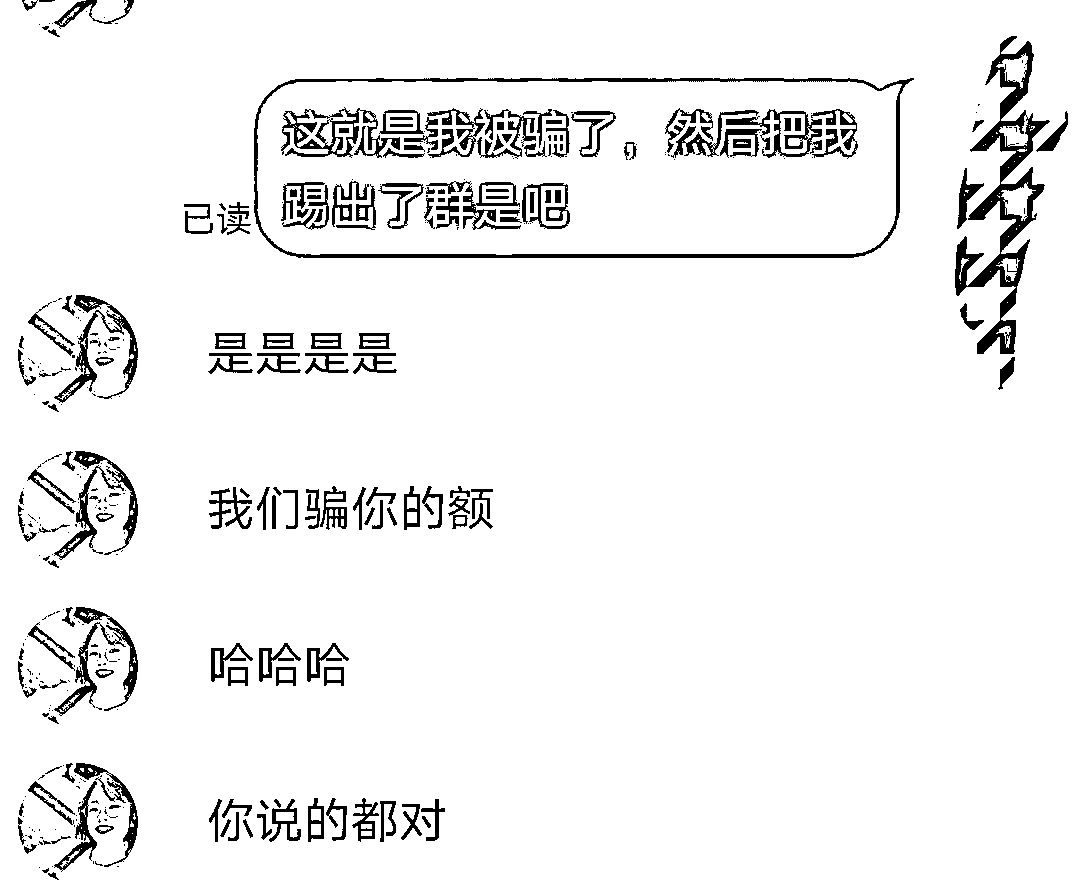 这就是我被骗了，然后把我
踢出了群是吧
已读
是是是是
我们骗你的额
哈哈哈
你说的都对